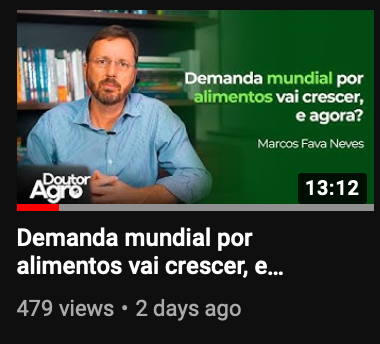 Demanda mundial por
alimentos vai crescer,
e agora?
Marcos Fava Neves
Doutor
Agro
13:12
Demanda mundial por
alimentos vai crescer, e...
479 views • 2 days ago